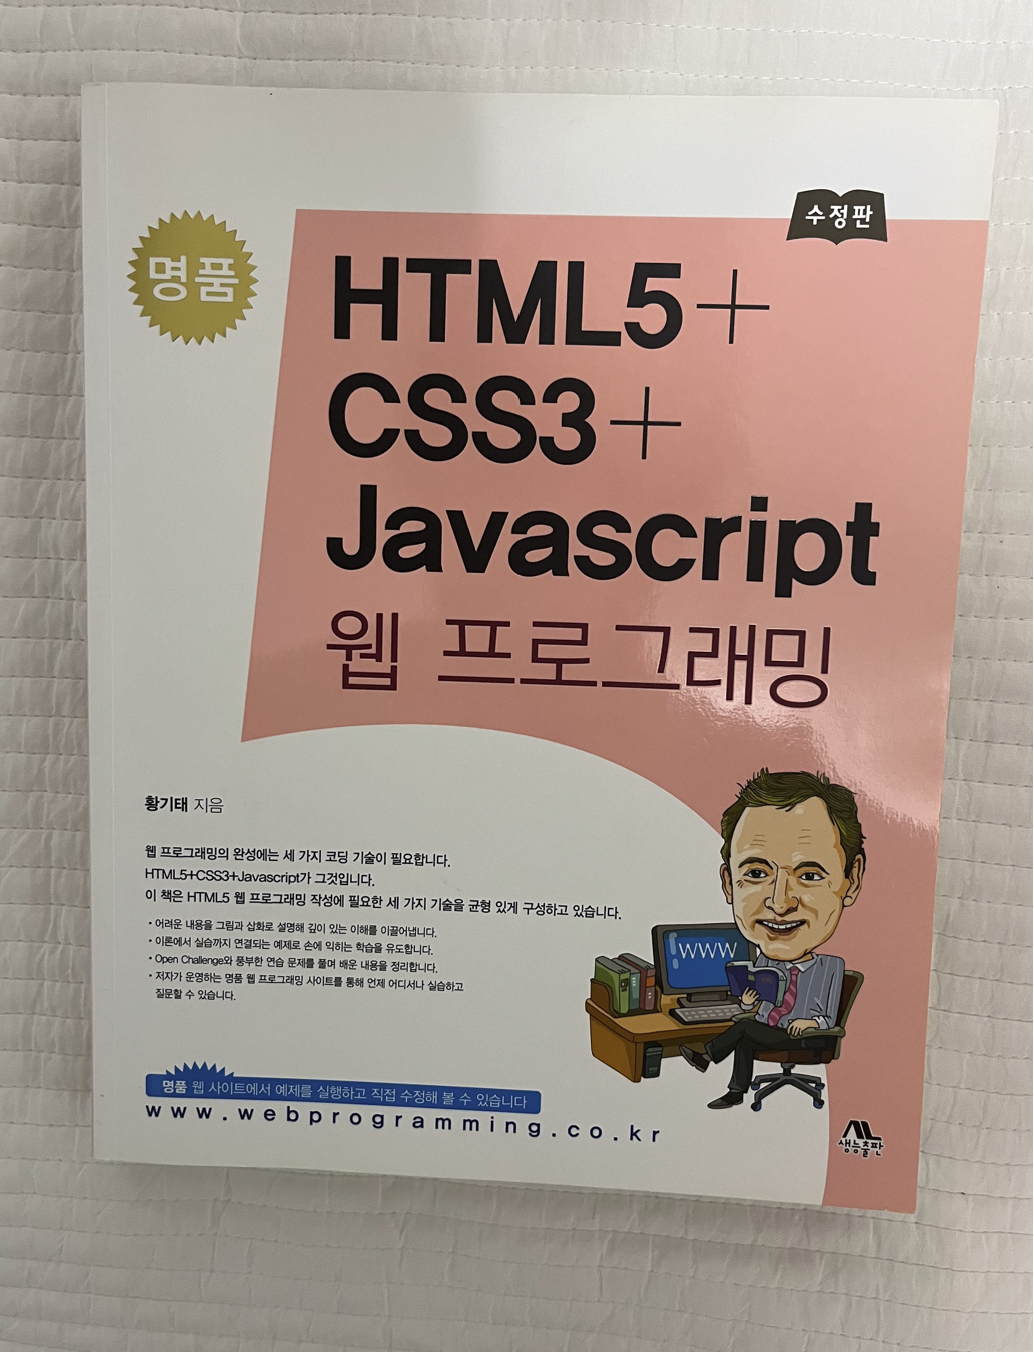 수정판
명품
HTML5+
CSS3+
Javascript
웹 프로그래밍
황기태 지음
웹 프로그래밍의 완성에는 세 가지 코딩 기술이 필요합니다.
HTML5+CSS3+Javascript가 그것입니다.
이 책은 HTML5 웹 프로그래밍 작성에 필요한 세 가지 기술을 균형 있게 구성하고 있습니다.
• 어려운 내용을 그림과 삽화로 설명해 깊이 있는 이해를 이끌어냅니다.
• 이론에서 실습까지 연결되는 예제로 손에 익히는 학습을 유도합니다.
• Open Challenge와 풍부한 연습 문제를 풀며 배운 내용을 정리합니다.
• 저자가 운영하는 명품 웹 프로그래밍 사이트를 통해 언제 어디서나 실습하고
질문할 수 있습니다.
WWW
명품 웹 사이트에서 예제를 실행하고 직접 수정해 볼 수 있습니다
www.webprogramming.co.kr
생능출판